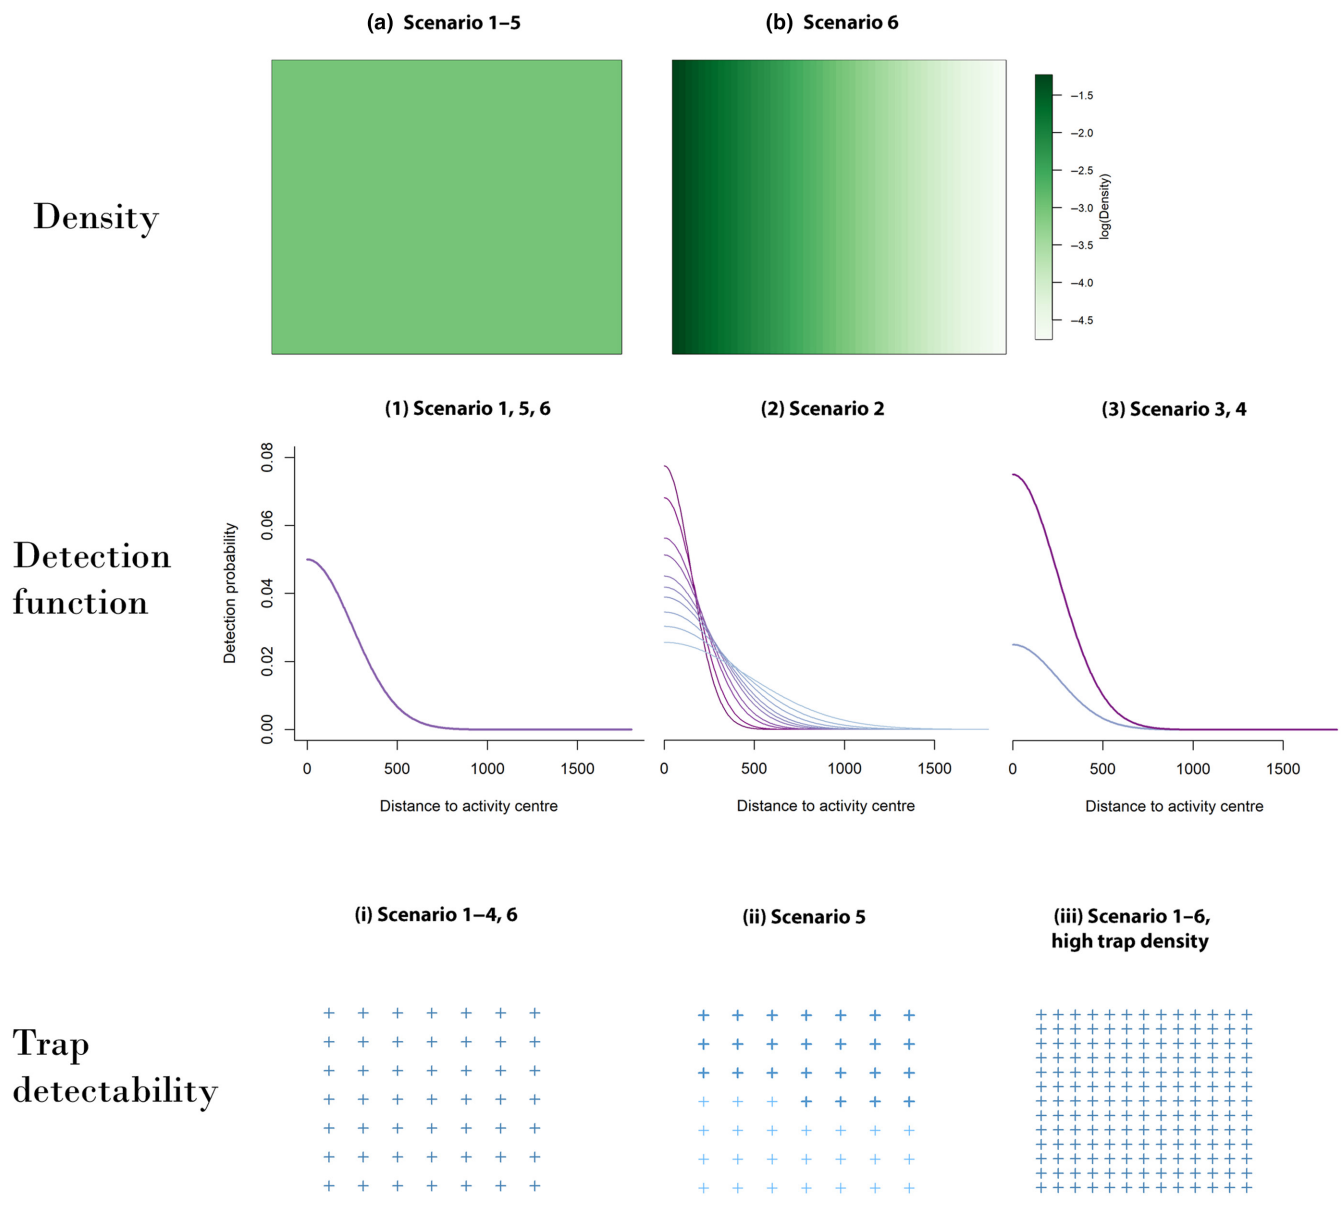 (a) Scenario 1–5
(b) Scenario 6
Density
−1.5
−2.0
−2.5
−3.0
−3.5
−4.0
−4.5
log(Density)
(1) Scenario 1, 5, 6
(2) Scenario 2
(3) Scenario 3, 4
Detection
function
Detection probability
0.08
0.06
0.04
0.02
0.00
0 500 1000 1500
0 500 1000 1500
0 500 1000 1500
Distance to activity centre
Distance to activity centre
Distance to activity centre
(i) Scenario 1–4, 6
(ii) Scenario 5
(iii) Scenario 1–6,
high trap density
Trap
detectability